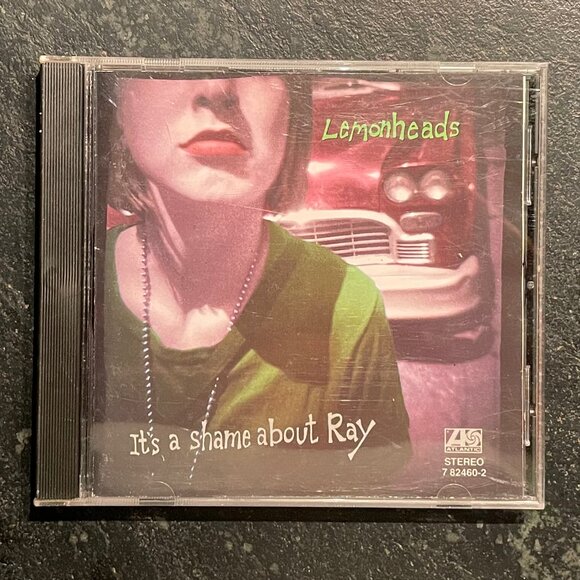 Lemonheads
It's a shame about Ray
ATLANTIC
STEREO
7 82460-2